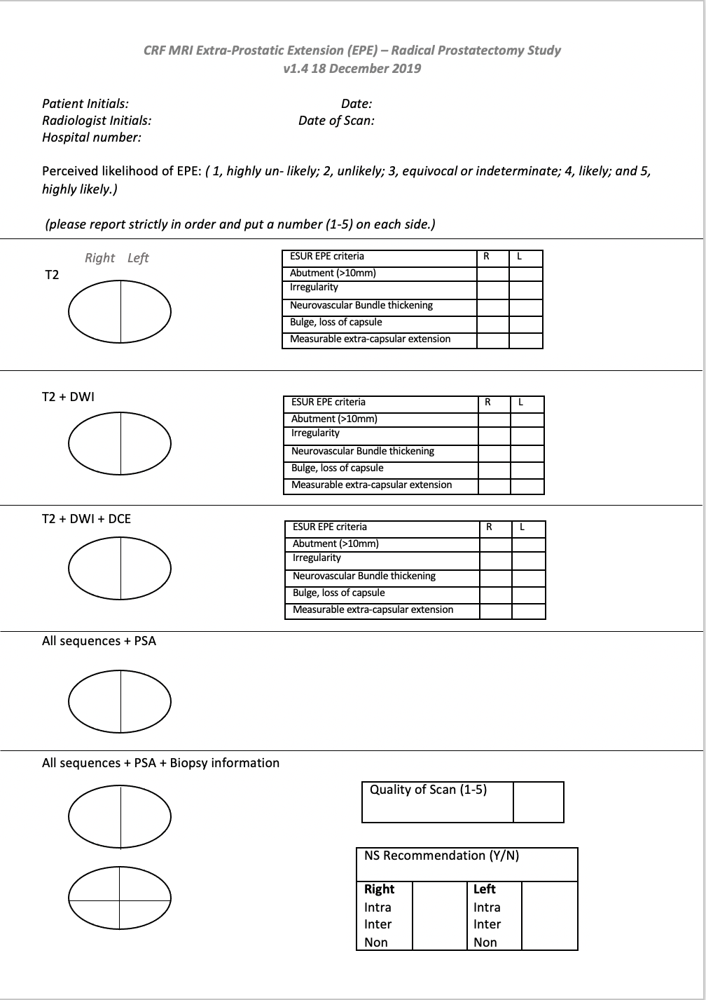 CRF MRI Extra-Prostatic Extension (EPE) – Radical Prostatectomy Study
v1.4 18 December 2019
Patient Initials: Date:
Radiologist Initials: Date of Scan:
Hospital number:
Perceived likelihood of EPE: ( 1, highly un- likely; 2, unlikely; 3, equivocal or indeterminate; 4, likely; and 5,
highly likely.)
(please report strictly in order and put a number (1-5) on each side.)
Right Left
T2
ESUR EPE criteria R L
Abutment (>10mm)
Irregularity
Neurovascular Bundle thickening
Bulge, loss of capsule
Measurable extra-capsular extension
T2 + DWI
ESUR EPE criteria R L
Abutment (>10mm)
Irregularity
Neurovascular Bundle thickening
Bulge, loss of capsule
Measurable extra-capsular extension
T2 + DWI + DCE
ESUR EPE criteria R L
Abutment (>10mm)
Irregularity
Neurovascular Bundle thickening
Bulge, loss of capsule
Measurable extra-capsular extension
All sequences + PSA
All sequences + PSA + Biopsy information
Quality of Scan (1-5)
NS Recommendation (Y/N)
Right Left
Intra Intra
Inter Inter
Non Non